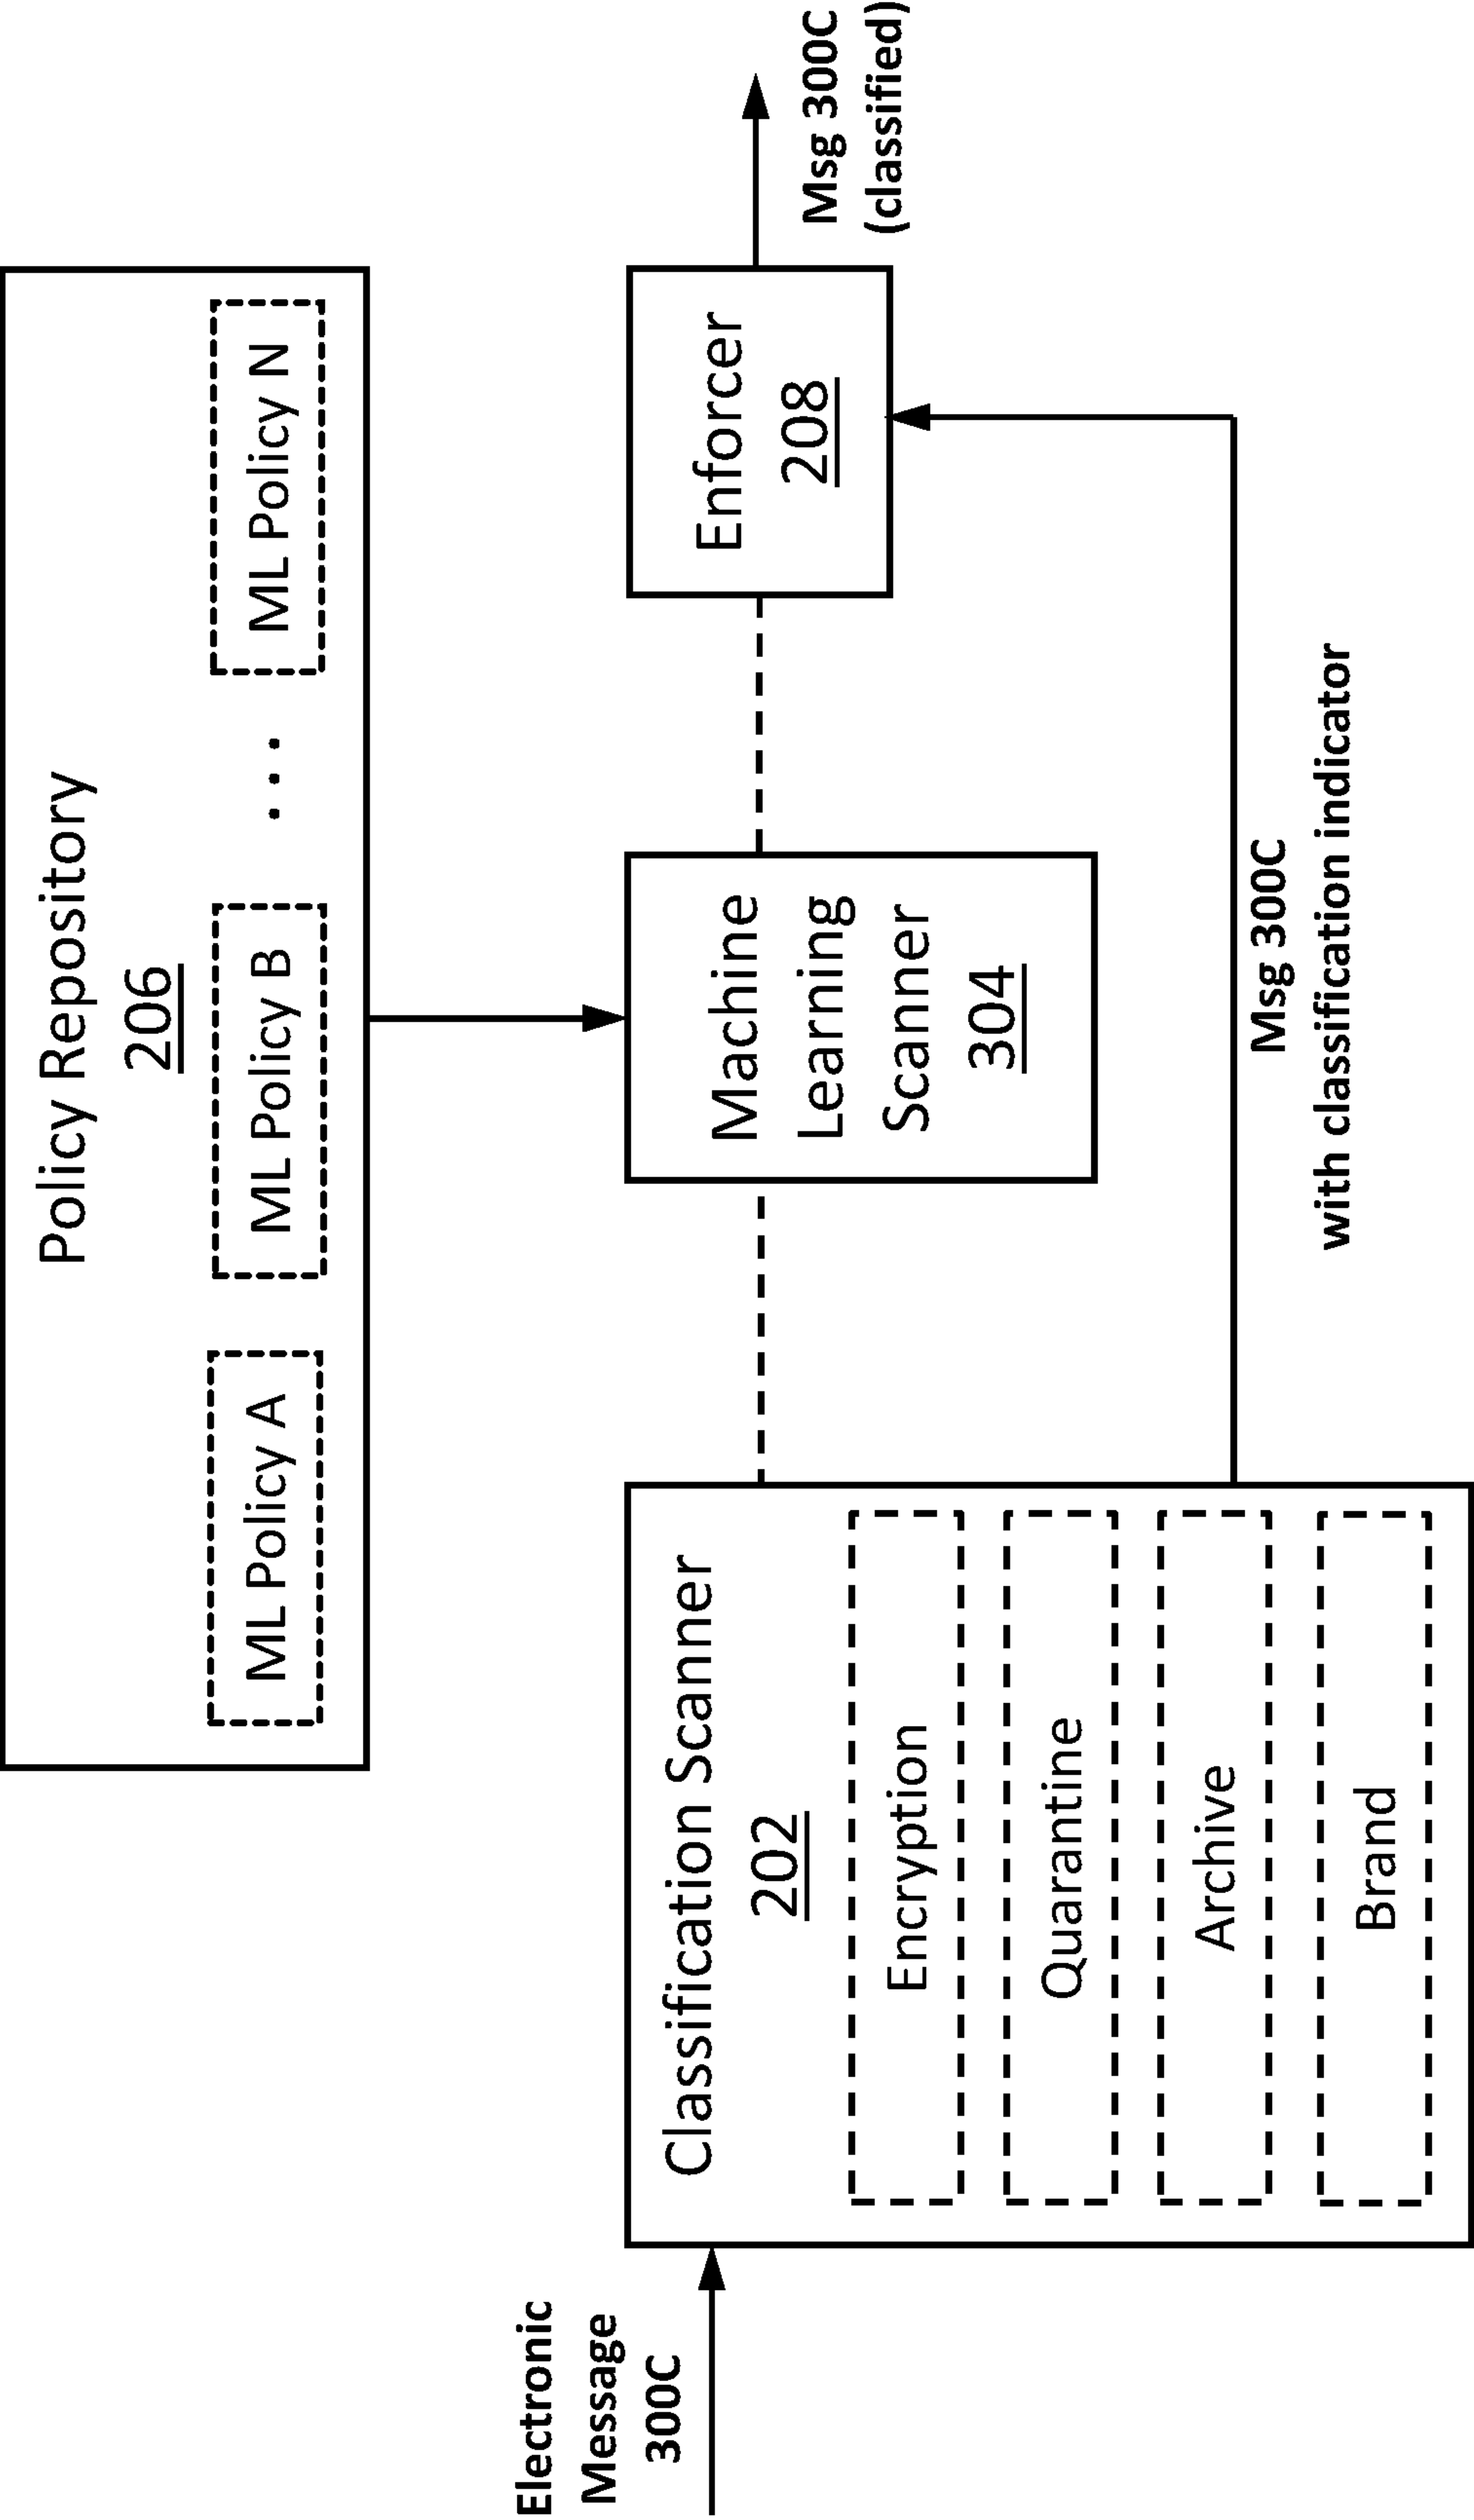 Policy Repository
206
ML Policy A
ML Policy B
. . .
ML Policy N
Electronic
Message
300C
Classification Scanner
202
Encryption
Quarantine
Archive
Brand
Machine
Learning
Scanner
304
Enforcer
208
Msg 300C
(classified)
Msg 300C
with classification indicator